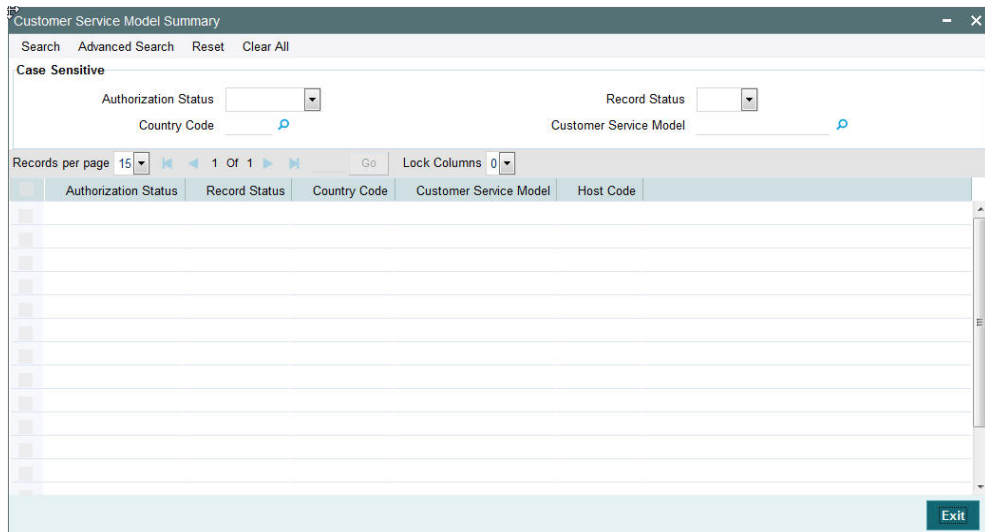 Customer Service Model Summary
Search Advanced Search Reset Clear All
Case Sensitive
Authorization Status Record Status
Country Code Customer Service Model
Records per page 15 1 Of 1 Go Lock Columns 0
Authorization Status Record Status Country Code Customer Service Model Host Code
Exit